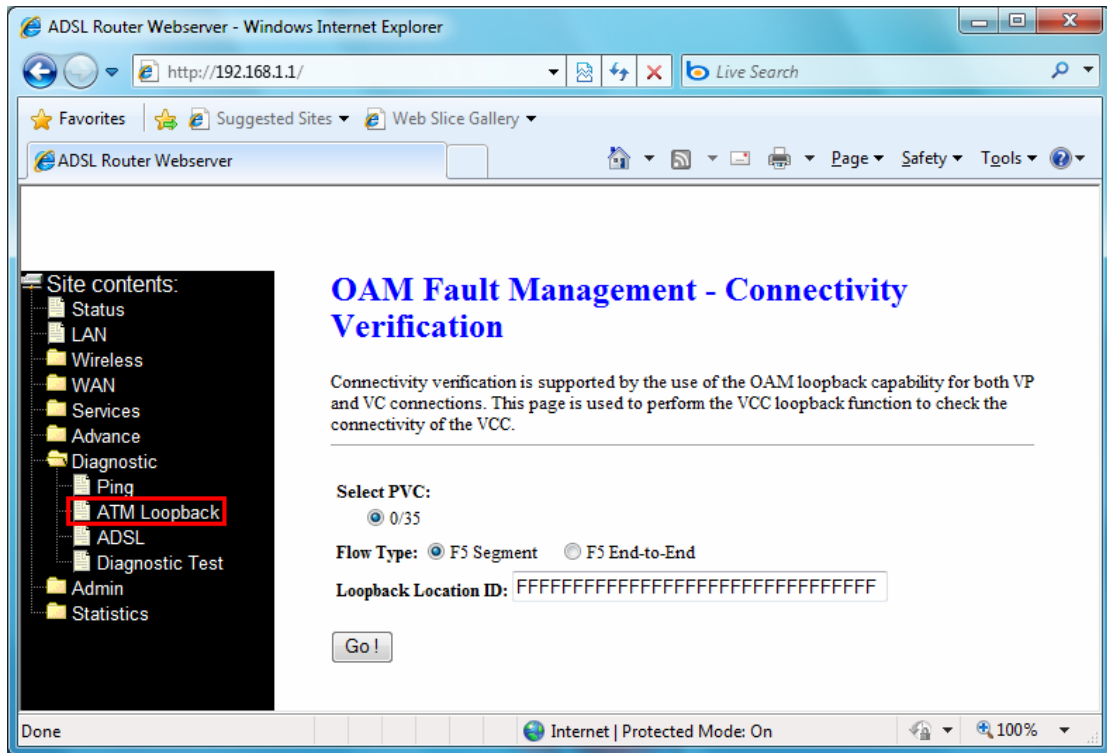 ADSL Router Webserver - Windows Internet Explorer
http://192.168.1.1/
Live Search
Favorites
Suggested Sites
Web Slice Gallery
ADSL Router Webserver
Page
Safety
Tools
Site contents:
Status
LAN
Wireless
WAN
Services
Advance
Diagnostic
Ping
ATM Loopback
ADSL
Diagnostic Test
Admin
Statistics
OAM Fault Management - Connectivity
Verification
Connectivity verification is supported by the use of the OAM loopback capability for both VP
and VC connections. This page is used to perform the VCC loopback function to check the
connectivity of the VCC.
Select PVC:
0/35
Flow Type: F5 Segment F5 End-to-End
Loopback Location ID: FFFFFFFFFFFFFFFFFFFFFFFFFFFFFFFF
Go !
Done
Internet | Protected Mode: On
100%